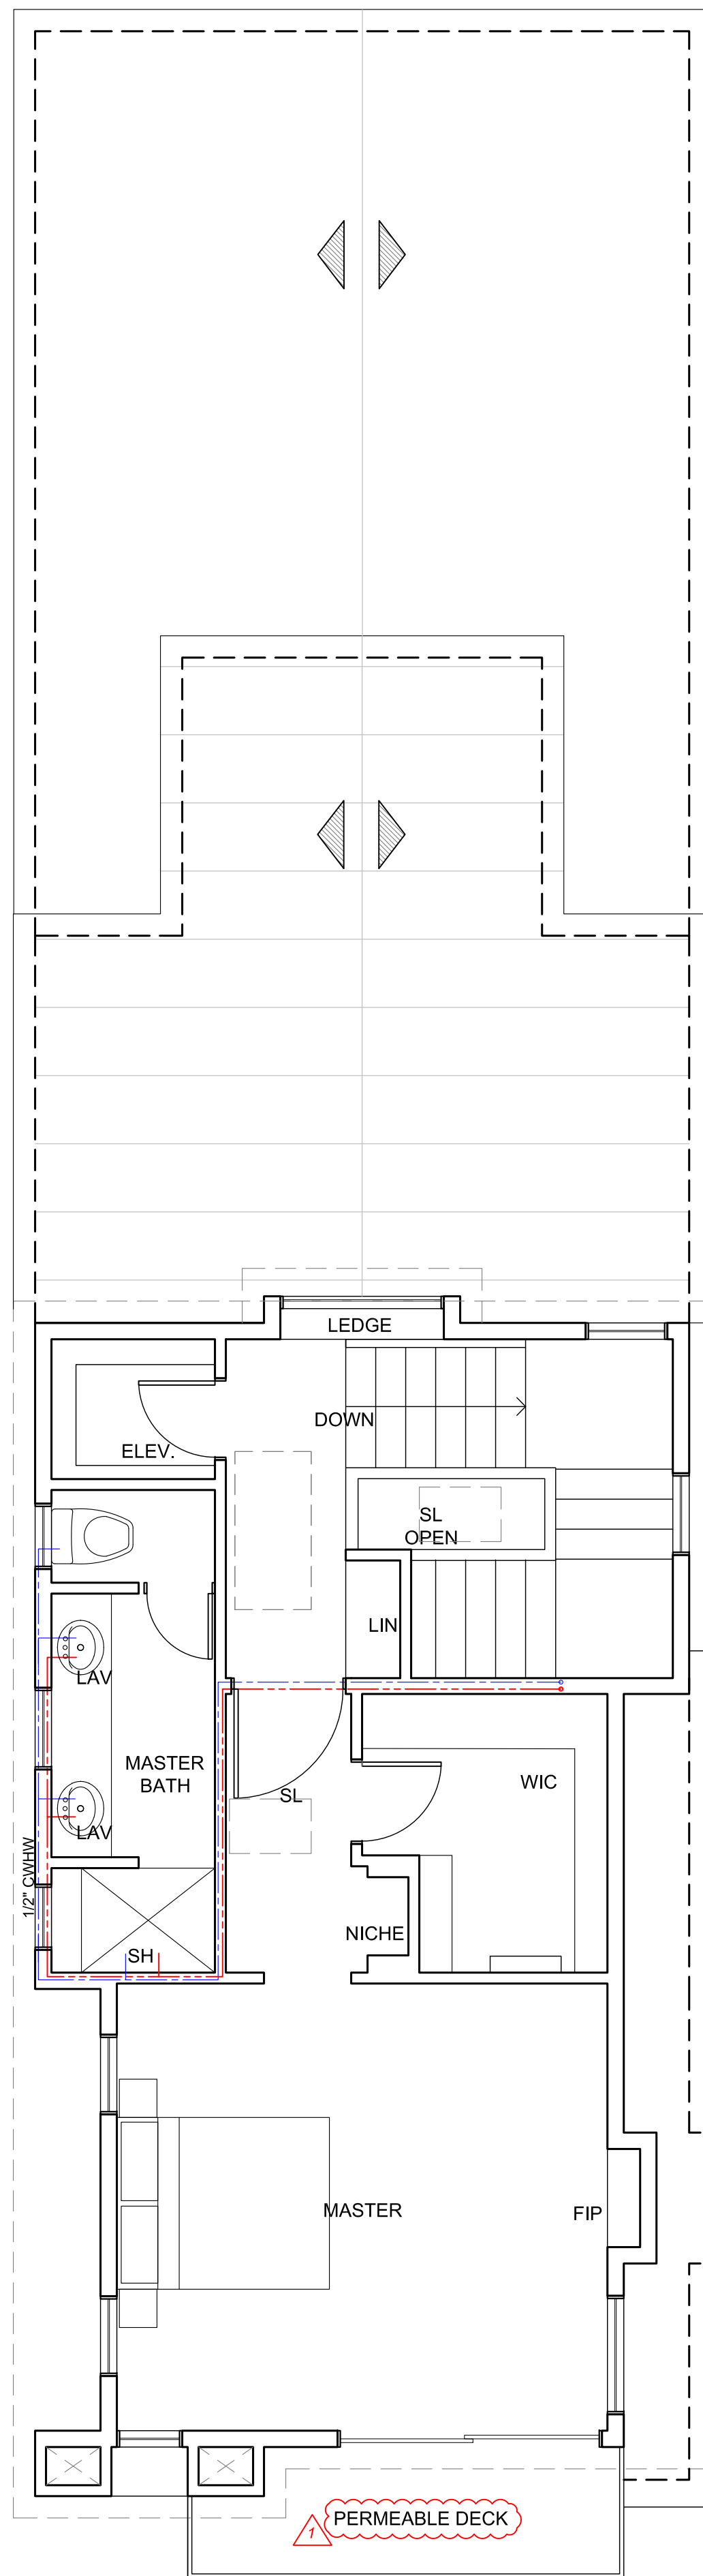 LEDGE
DOWN
ELEV.
SL
OPEN
LIN
LAV
MASTER
BATH
WIC
SL
LAV
1/2" CWHW
NICHE
SH
MASTER
FIP
PERMEABLE DECK
1